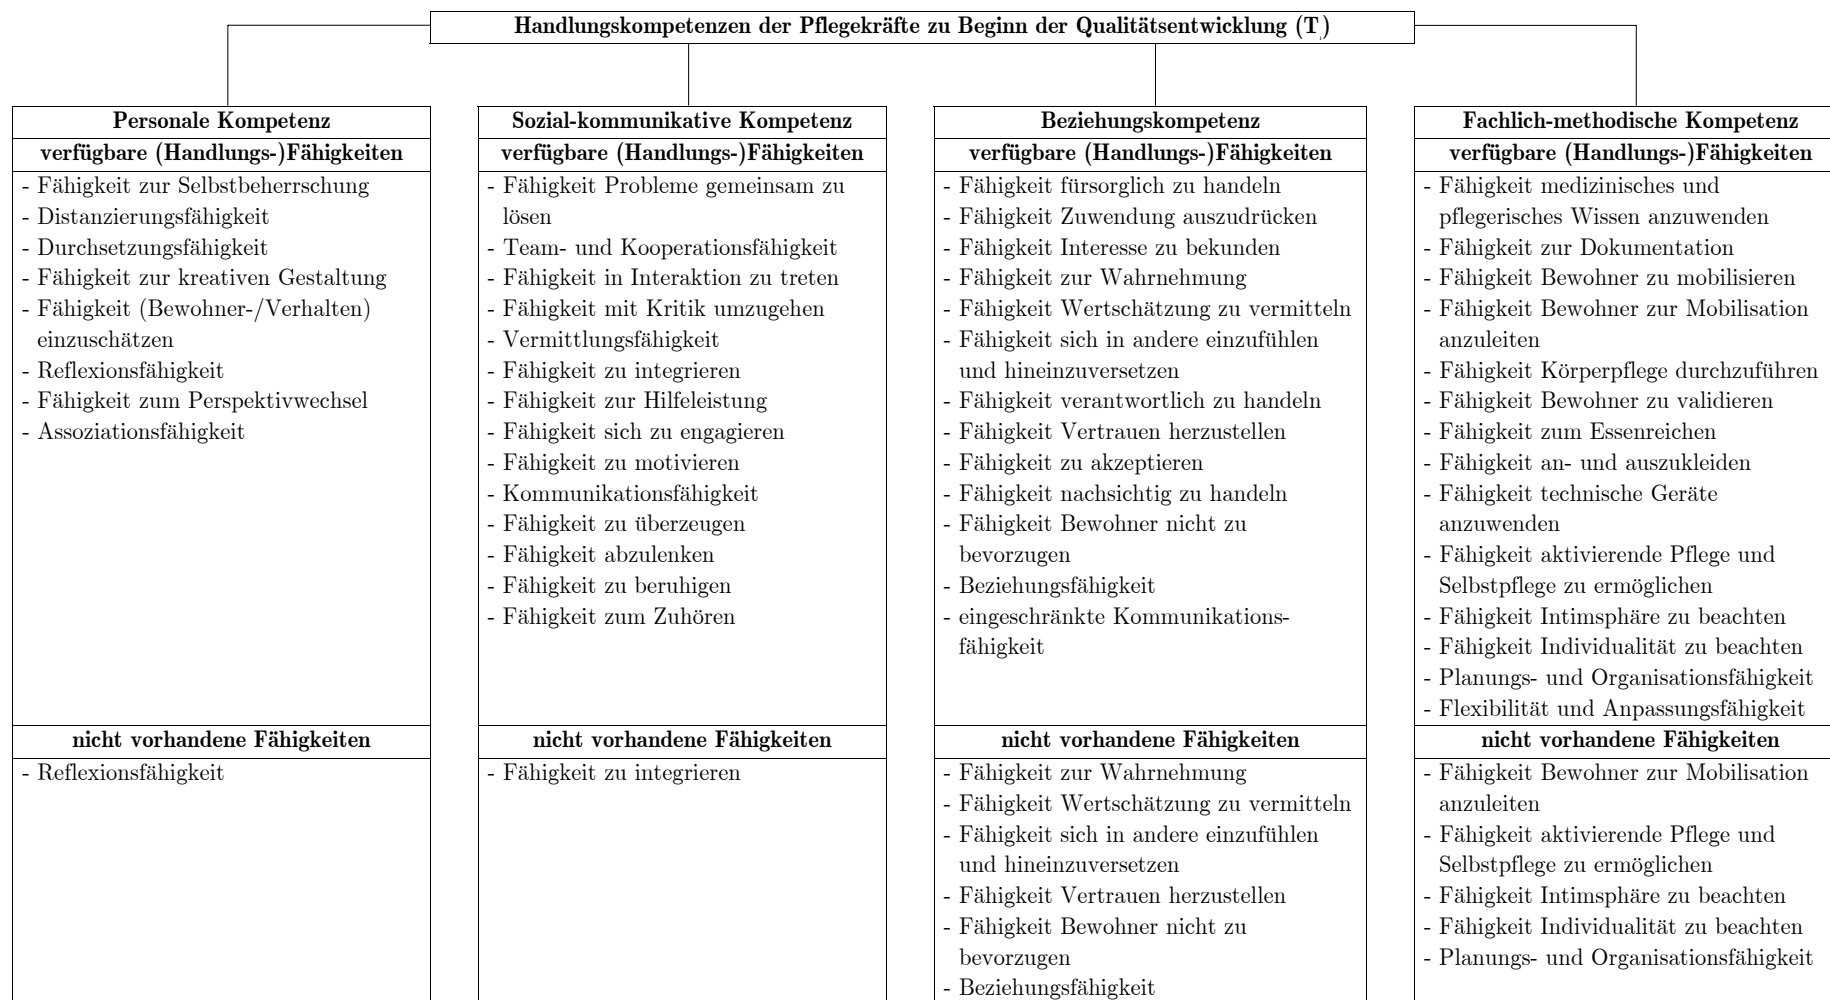 Handlungskompetenzen der Pflegekräfte zu Beginn der Qualitätsentwicklung (T)
Personale Kompetenz
verfügbare (Handlungs-)Fähigkeiten
- Fähigkeit zur Selbstbeherrschung
- Distanzierungsfähigkeit
- Durchsetzungsfähigkeit
- Fähigkeit zur kreativen Gestaltung
- Fähigkeit (Bewohner-/Verhalten)
einzuschätzen
- Reflexionsfähigkeit
- Fähigkeit zum Perspektivwechsel
- Assoziationsfähigkeit
nicht vorhandene Fähigkeiten
- Reflexionsfähigkeit
Sozial-kommunikative Kompetenz
verfügbare (Handlungs-)Fähigkeiten
- Fähigkeit Probleme gemeinsam zu
lösen
- Team- und Kooperationsfähigkeit
- Fähigkeit in Interaktion zu treten
- Fähigkeit mit Kritik umzugehen
- Vermittlungsfähigkeit
- Fähigkeit zu integrieren
- Fähigkeit zur Hilfeleistung
- Fähigkeit sich zu engagieren
- Fähigkeit zu motivieren
- Kommunikationsfähigkeit
- Fähigkeit zu überzeugen
- Fähigkeit abzulenken
- Fähigkeit zu beruhigen
- Fähigkeit zum Zuhören
nicht vorhandene Fähigkeiten
- Fähigkeit zu integrieren
Beziehungskompetenz
verfügbare (Handlungs-)Fähigkeiten
- Fähigkeit fürsorglich zu handeln
- Fähigkeit Zuwendung auszudrücken
- Fähigkeit Interesse zu bekunden
- Fähigkeit zur Wahrnehmung
- Fähigkeit Wertschätzung zu vermitteln
- Fähigkeit sich in andere einzufühlen
und hineinzuversetzen
- Fähigkeit verantwortlich zu handeln
- Fähigkeit Vertrauen herzustellen
- Fähigkeit zu akzeptieren
- Fähigkeit nachsichtig zu handeln
- Fähigkeit Bewohner nicht zu
bevorzugen
- Beziehungsfähigkeit
- eingeschränkte Kommunikations-
fähigkeit
nicht vorhandene Fähigkeiten
- Fähigkeit zur Wahrnehmung
- Fähigkeit Wertschätzung zu vermitteln
- Fähigkeit sich in andere einzufühlen
und hineinzuversetzen
- Fähigkeit Vertrauen herzustellen
- Fähigkeit Bewohner nicht zu
bevorzugen
- Beziehungsfähigkeit
Fachlich-methodische Kompetenz
verfügbare (Handlungs-)Fähigkeiten
- Fähigkeit medizinisches und
pflegerisches Wissen anzuwenden
- Fähigkeit zur Dokumentation
- Fähigkeit Bewohner zu mobilisieren
- Fähigkeit Bewohner zur Mobilisation
anzuleiten
- Fähigkeit Körperpflege durchzuführen
- Fähigkeit Bewohner zu validieren
- Fähigkeit zum Essenreichen
- Fähigkeit an- und auszukleiden
- Fähigkeit technische Geräte
anzuwenden
- Fähigkeit aktivierende Pflege und
Selbstpflege zu ermöglichen
- Fähigkeit Intimsphäre zu beachten
- Fähigkeit Individualität zu beachten
- Planungs- und Organisationsfähigkeit
- Flexibilität und Anpassungsfähigkeit
nicht vorhandene Fähigkeiten
- Fähigkeit Bewohner zur Mobilisation
anzuleiten
- Fähigkeit aktivierende Pflege und
Selbstpflege zu ermöglichen
- Fähigkeit Intimsphäre zu beachten
- Fähigkeit Individualität zu beachten
- Planungs- und Organisationsfähigkeit